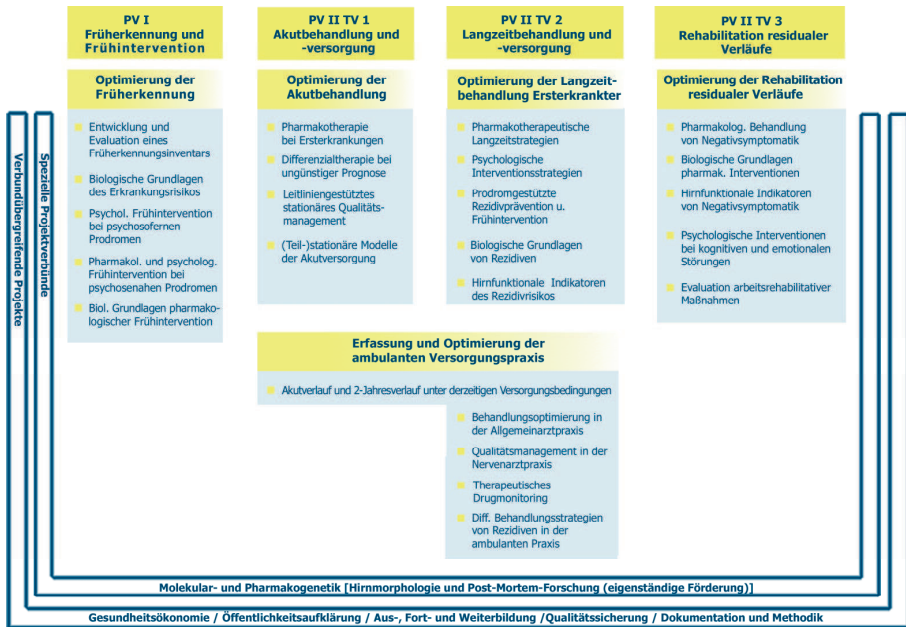 PV I
Früherkennung und
Frühintervention
Optimierung der
Früherkennung
Entwicklung und
Evaluation eines
Früherkennungsinventars
Biologische Grundlagen
des Erkrankungsrisikos
Psychol. Frühintervention
bei psychosofernen
Prodromen
Pharmakol. und psycholog.
Frühintervention bei
psychosenahen Prodromen
Biol. Grundlagen pharmako-
logischer Frühintervention
PV II TV 1
Akutbehandlung und
-versorgung
Optimierung der
Akutbehandlung
Pharmakotherapie
bei Ersterkrankungen
Differenzialtherapie bei
ungünstiger Prognose
Leitliniengestütztes
stationäres Qualitäts-
management
(Teil-)stationäre Modelle
der Akutversorgung
PV II TV 2
Langzeitbehandlung und
-versorgung
Optimierung der Langzeit-
behandlung Ersterkrankter
Pharmakotherapeutische
Langzeitstrategien
Psychologische
Interventionsstrategien
Prodromgestützte
Rezidivprävention u.
Frühintervention
Biologische Grundlagen
von Rezidiven
Hirnfunktionale Indikatoren
des Rezidivrisikos
PV II TV 3
Rehabilitation residualer
Verläufe
Optimierung der Rehabilitation
residualer Verläufe
Pharmakolog. Behandlung
von Negativsymptomatik
Biologische Grundlagen
pharmak. Interventionen
Hirnfunktionale Indikatoren
von Negativsymptomatik
Psychologische Interventionen
bei kognitiven und emotionalen
Störungen
Evaluation arbeitsrehabilitativer
Maßnahmen
Erfassung und Optimierung der
ambulanten Versorgungspraxis
Akutverlauf und 2-Jahresverlauf unter derzeitigen Versorgungsbedingungen
Behandlungsoptimierung in
der Allgemeinarztpraxis
Qualitätsmanagement in der
Nervenarztpraxis
Therapeutisches
Drugmonitoring
Diff. Behandlungsstrategien
von Rezidiven in der
ambulanten Praxis
Spezielle Projektverbünde
Verbundübergreifende Projekte
Molekular- und Pharmakogenetik [Hirnmorphologie und Post-Mortem-Forschung (eigenständige Förderung)]
Gesundheitsökonomie / Öffentlichkeitsaufklärung / Aus-, Fort- und Weiterbildung /Qualitätssicherung / Dokumentation und Methodik